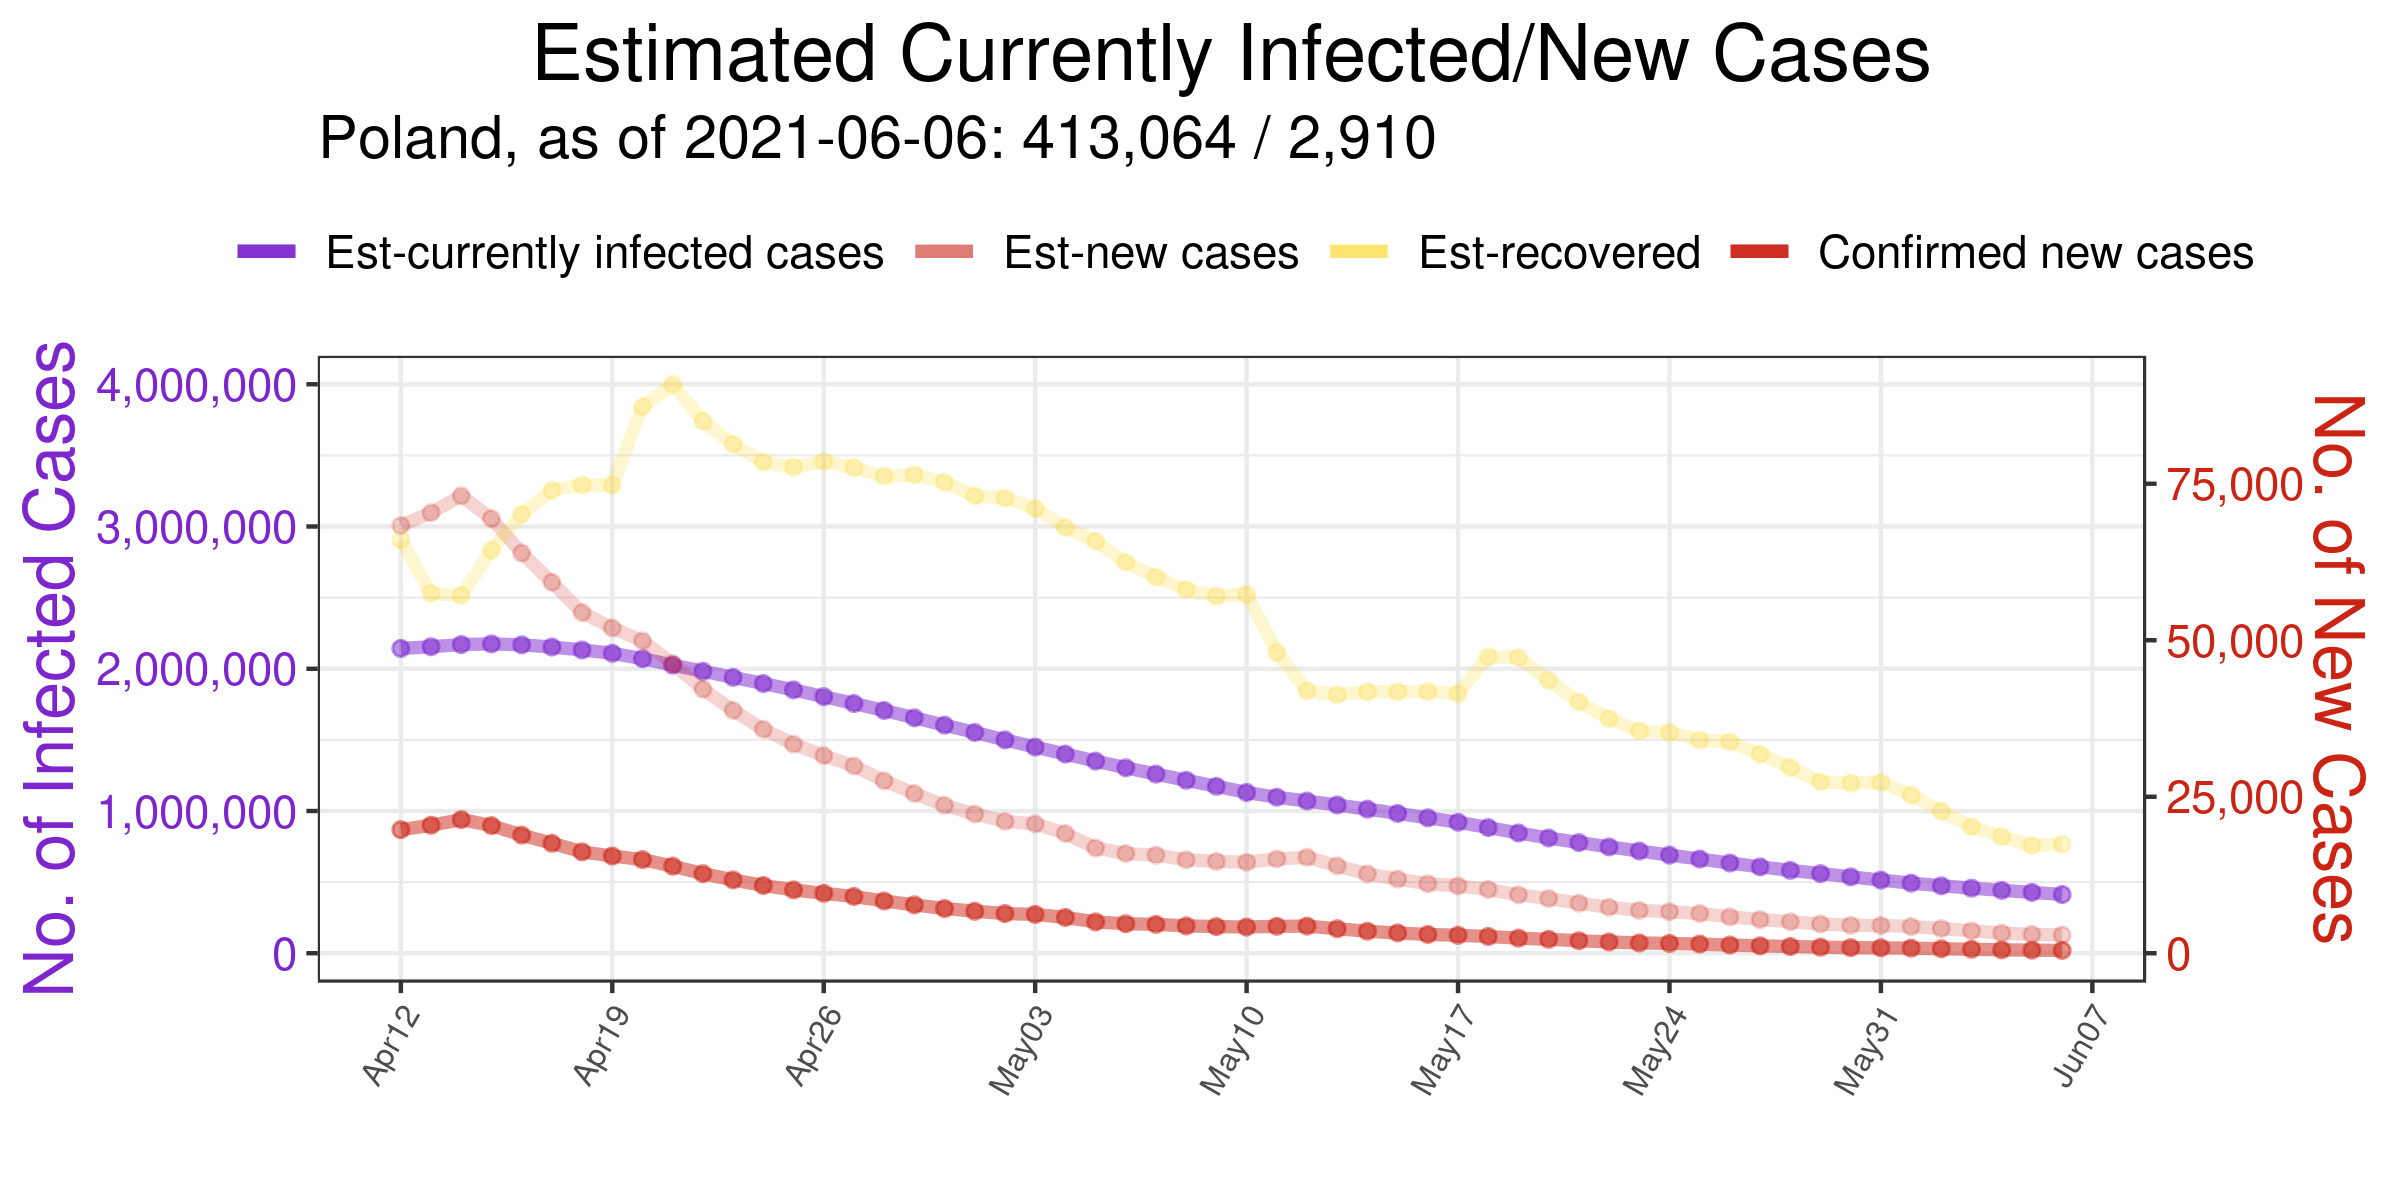 Estimated Currently Infected/New Cases
Poland, as of 2021-06-06: 413,064 / 2,910
Est-currently infected cases Est-new cases Est-recovered Confirmed new cases
No. of Infected Cases
4,000,000
3,000,000
2,000,000
1,000,000
0
75,000
50,000
25,000
0
No. of New Cases
Apr12 Apr19 Apr26 May03 May10 May17 May24 May31 Jun07